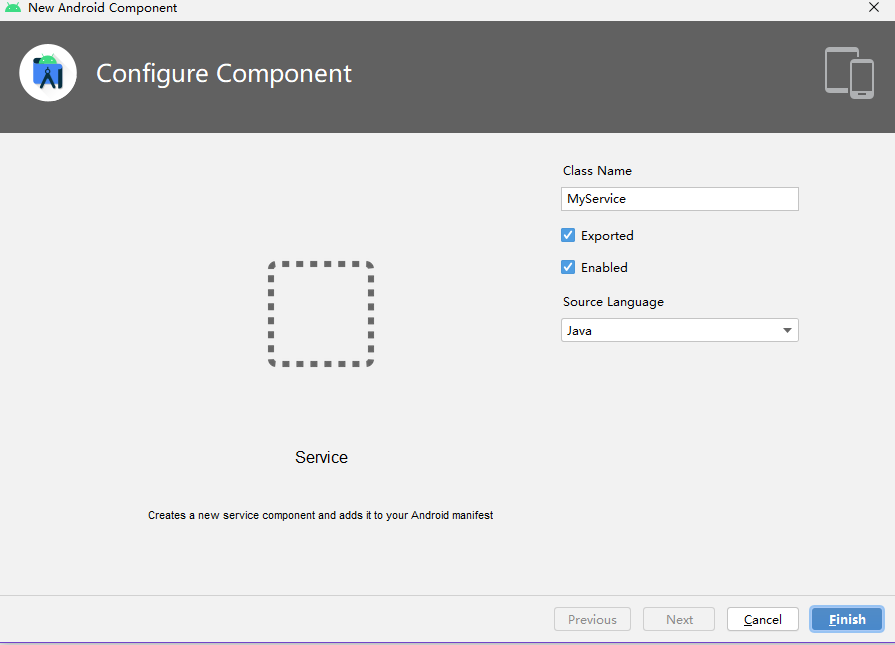 New Android Component
Configure Component
Class Name
MyService
Exported
Enabled
Source Language
Java
Service
Creates a new service component and adds it to your Android manifest
Previous
Next
Cancel
Finish